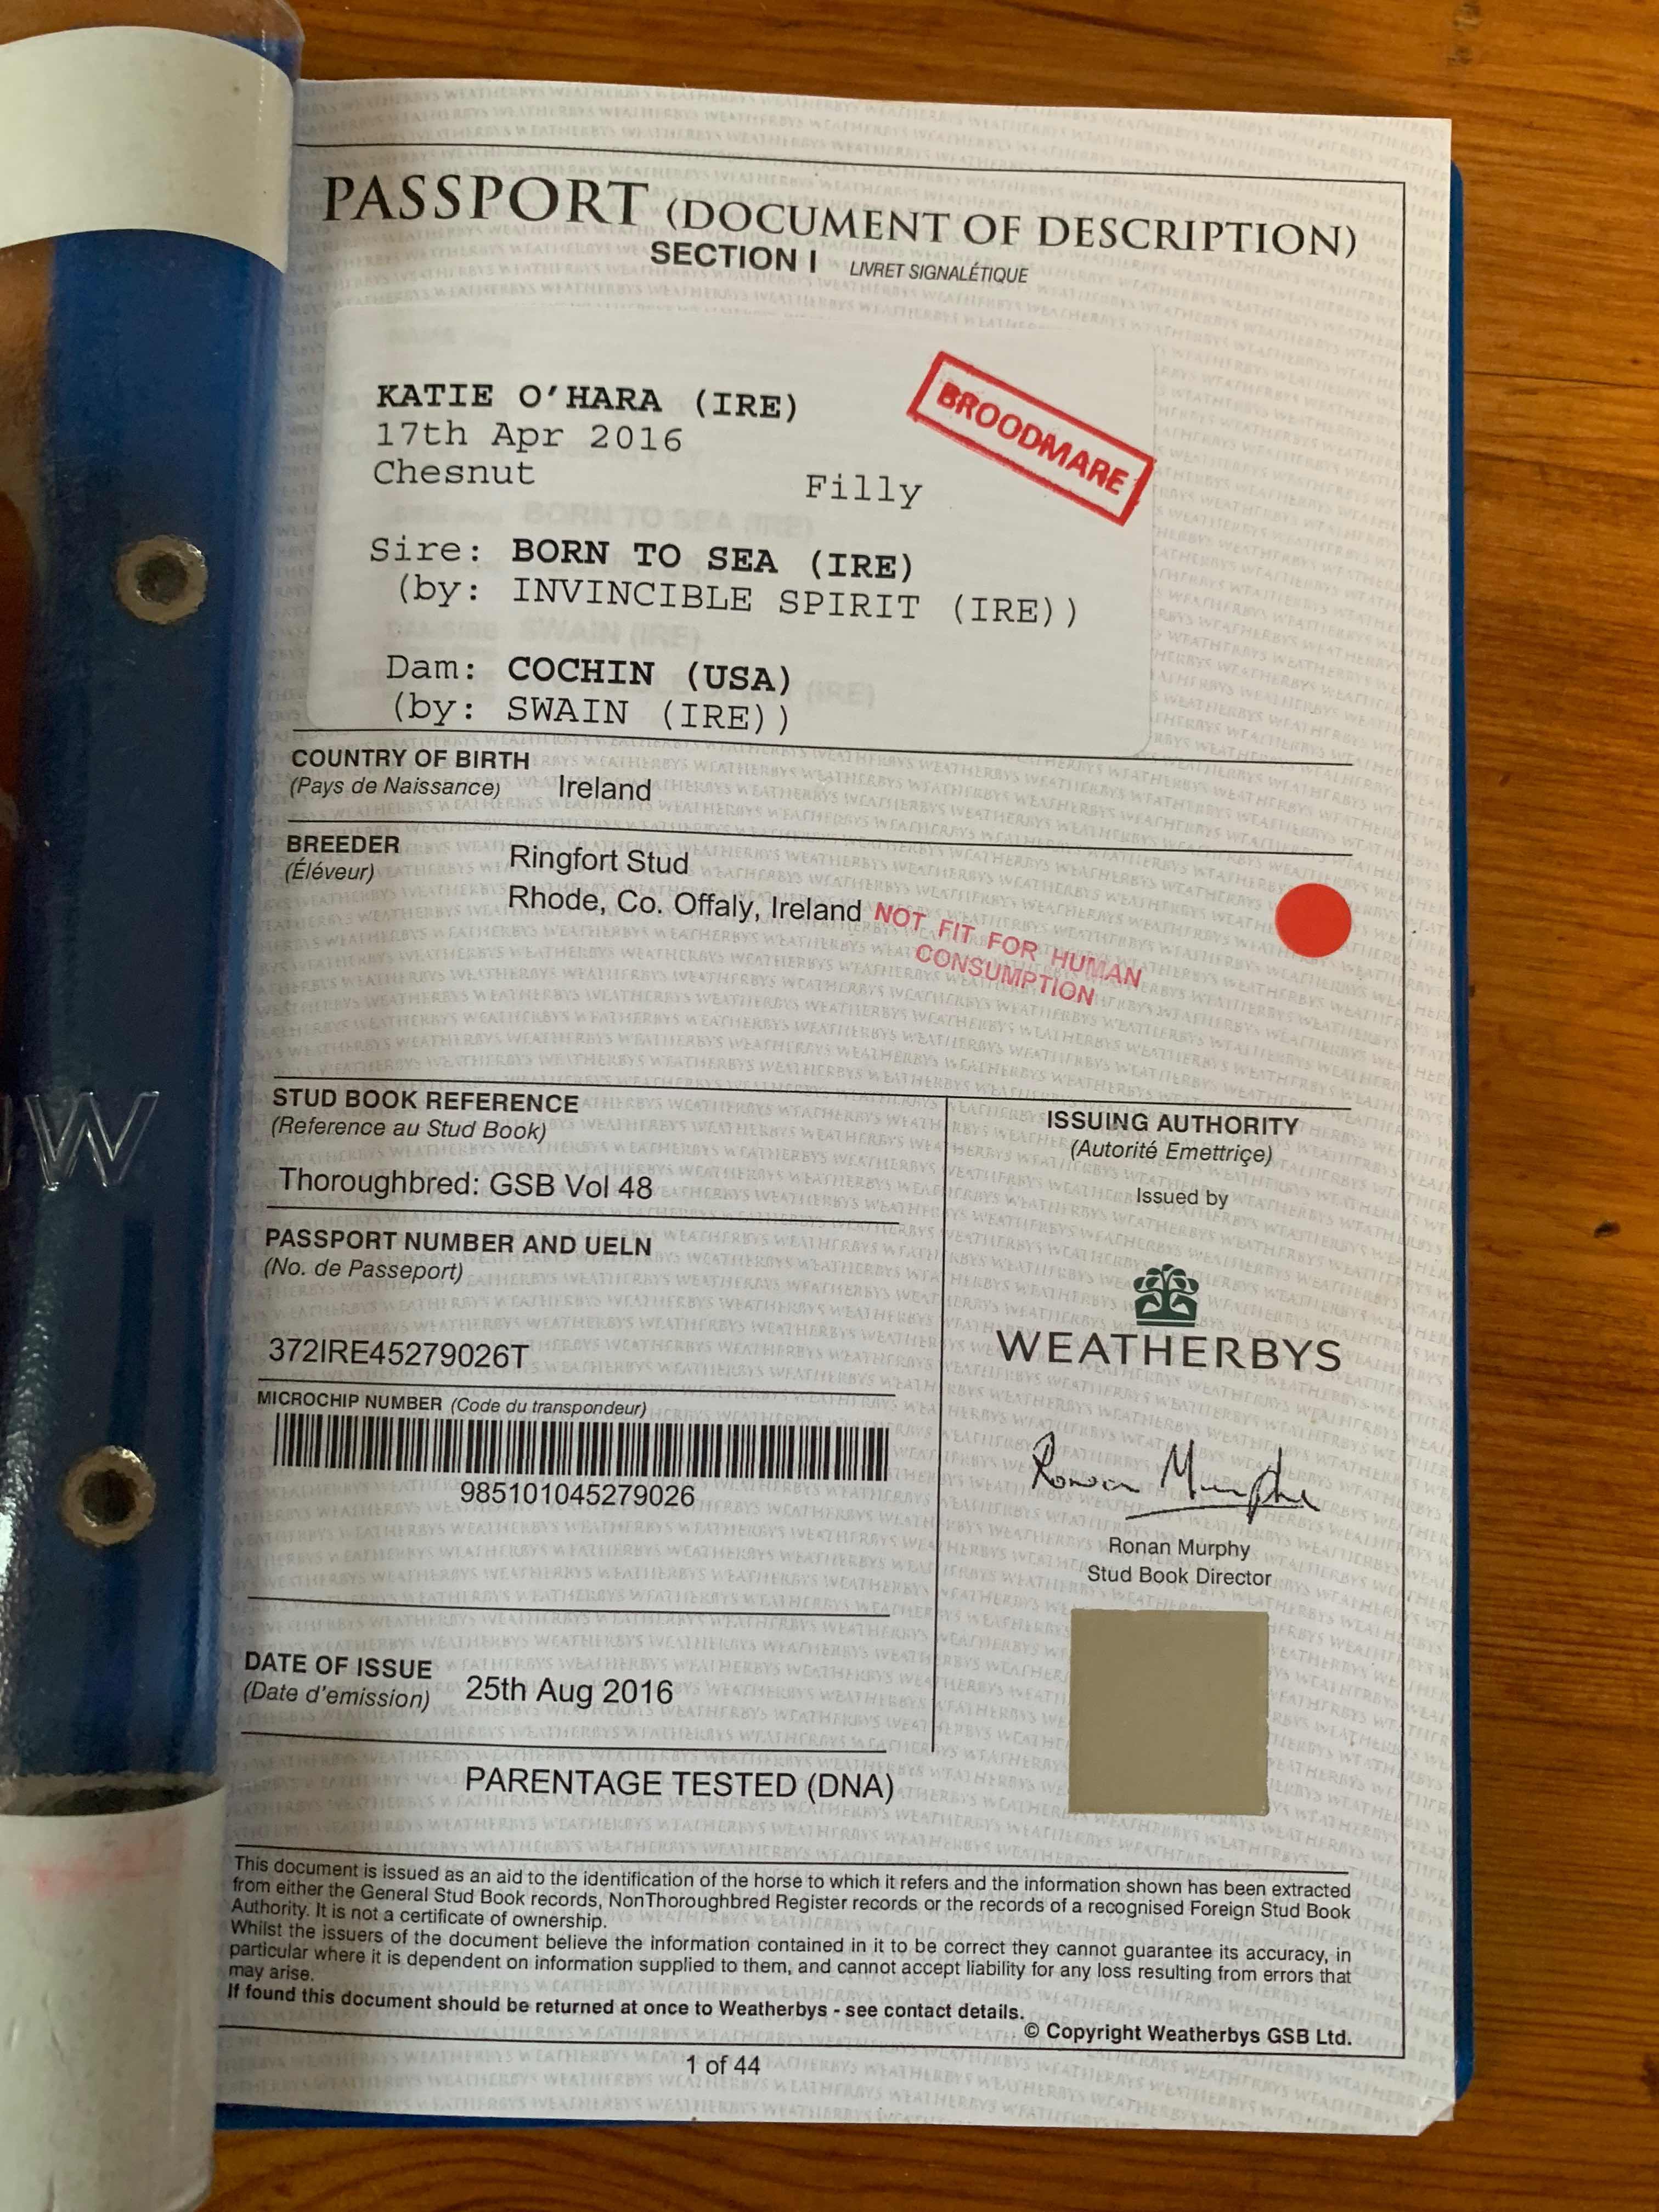 PASSPORT (DOCUMENT OF DESCRIPTION)
SECTION I LIVRET SIGNALÉTIQUE
KATIE O'HARA (IRE)
17th Apr 2016
Chesnut Filly
BROODMARE
Sire: BORN TO SEA (IRE)
(by: INVINCIBLE SPIRIT (IRE))
Dam: COCHIN (USA)
(by: SWAIN (IRE))
COUNTRY OF BIRTH
(Pays de Naissance) Ireland
BREEDER
(Éléveur)
Ringfort Stud
Rhode, Co. Offaly, Ireland
NOT FIT FOR HUMAN
CONSUMPTION
STUD BOOK REFERENCE
(Reference au Stud Book)
Thoroughbred: GSB Vol 48
PASSPORT NUMBER AND UELN
(No. de Passeport)
372IRE45279026T
MICROCHIP NUMBER (Code du transpondeur)
985101045279026
DATE OF ISSUE
(Date d'emission) 25th Aug 2016
ISSUING AUTHORITY
(Autorité Emettriçe)
Issued by
WEATHERBYS
Ronan Murphy
Ronan Murphy
Stud Book Director
PARENTAGE TESTED (DNA)
This document is issued as an aid to the identification of the horse to which it refers and the information shown has been extracted
from either the General Stud Book records, NonThoroughbred Register records or the records of a recognised Foreign Stud Book
Authority. It is not a certificate of ownership.
Whilst the issuers of the document believe the information contained in it to be correct they cannot guarantee its accuracy, in
particular where it is dependent on information supplied to them, and cannot accept liability for any loss resulting from errors that
may arise.
If found this document should be returned at once to Weatherbys - see contact details.
© Copyright Weatherbys GSB Ltd.
1 of 44
W